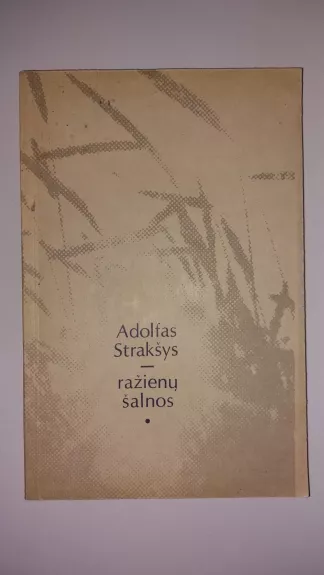 Adolfas
Strakšys
—
ražienų
šalnos
•